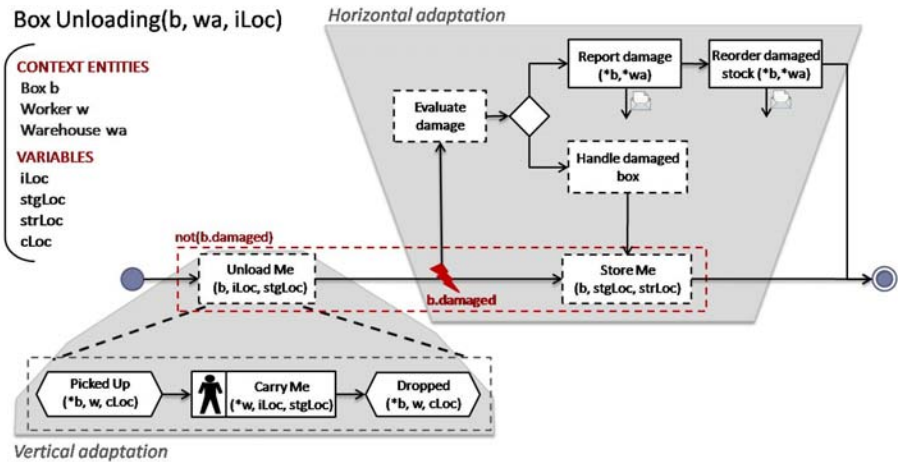 Box Unloading(b, wa, iLoc)
CONTEXT ENTITIES
Box b
Worker w
Warehouse wa
VARIABLES
iLoc
stgLoc
strLoc
cLoc
Horizontal adaptation
Evaluate
damage
Report damage
(*b,*wa)
Reorder damaged
stock (*b,*wa)
Handle damaged
box
not{b.damaged}
Unload Me
(b, iLoc, stgLoc)
b.damaged
Store Me
(b, stgLoc, strLoc)
Picked Up
(*b, w, cLoc)
Carry Me
(*w, iLoc, stgLoc)
Dropped
(*b, w, cLoc)
Vertical adaptation